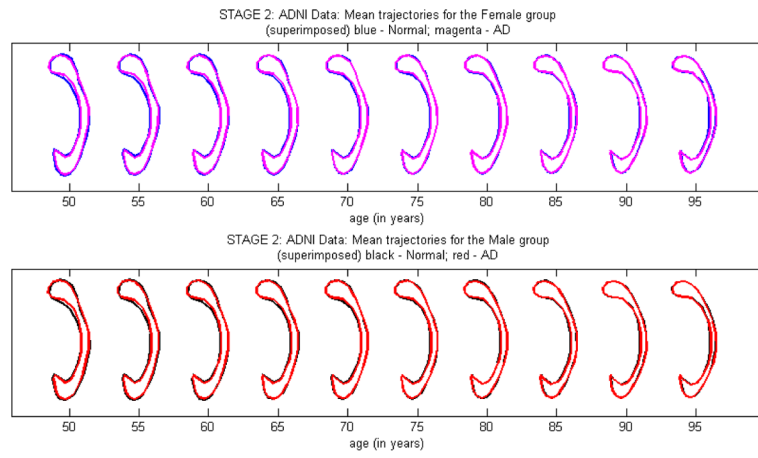 STAGE 2: ADNI Data: Mean trajectories for the Female group
(superimposed) blue - Normal; magenta - AD
50 55 60 65 70 75 80 85 90 95
age (in years)
STAGE 2: ADNI Data: Mean trajectories for the Male group
(superimposed) black - Normal; red - AD
50 55 60 65 70 75 80 85 90 95
age (in years)